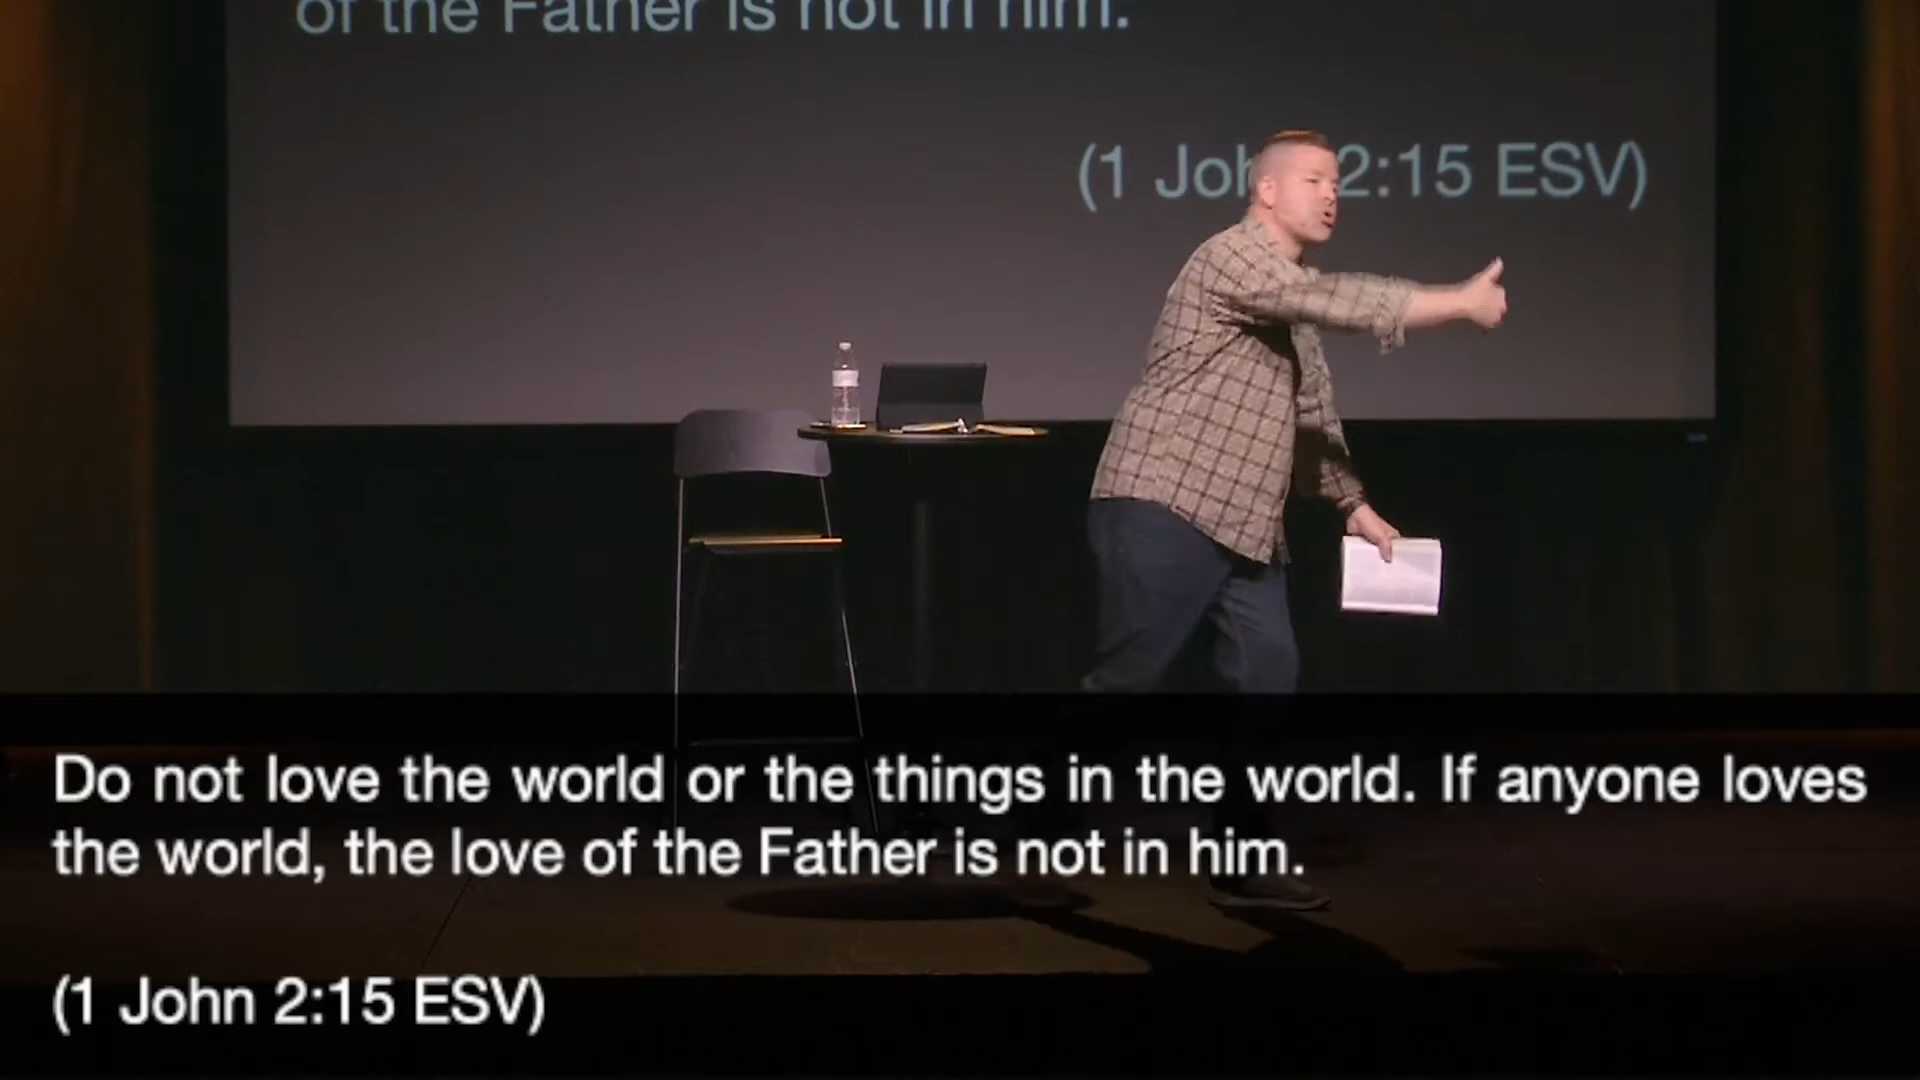 of the Father is not in him.
(1 John 2:15 ESV)
Do not love the world or the things in the world. If anyone loves
the world, the love of the Father is not in him.
(1 John 2:15 ESV)